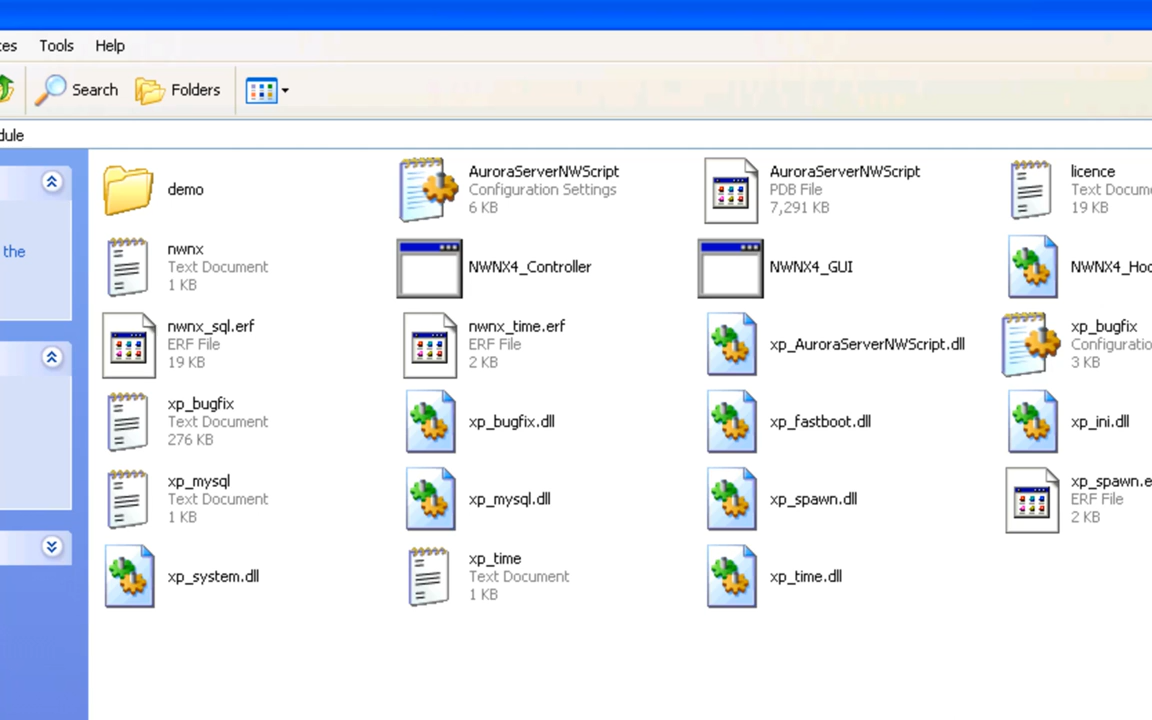 ces Tools Help
Search Folders
dule
the
demo
AuroraServerNWScript
Configuration Settings
6 KB
AuroraServerNWScript
PDB File
7,291 KB
licence
Text Docum
19 KB
nwnx
Text Document
1 KB
NWNX4_Controller
NWNX4_GUI
NWNX4_Hoo
nwnx_sql.erf
ERF File
19 KB
nwnx_time.erf
ERF File
2 KB
xp_AuroraServerNWScript.dll
xp_bugfix
Configuratio
3 KB
xp_bugfix
Text Document
276 KB
xp_bugfix.dll
xp_fastboot.dll
xp_ini.dll
xp_mysql
Text Document
1 KB
xp_mysql.dll
xp_spawn.dll
xp_spawn.e
ERF File
2 KB
xp_system.dll
xp_time
Text Document
1 KB
xp_time.dll